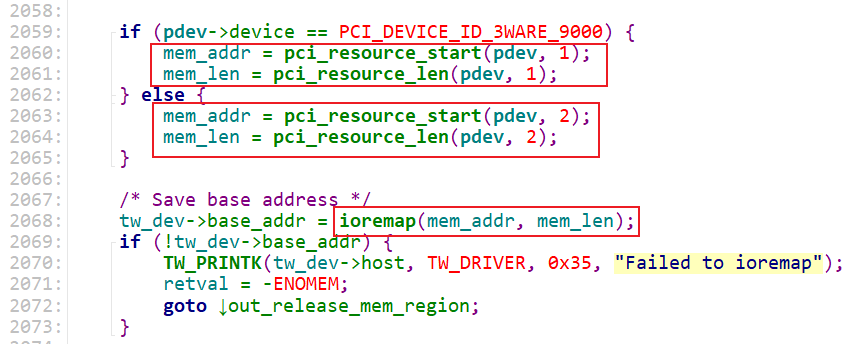 2058:
2059: if (pdev->device == PCI_DEVICE_ID_3WARE_9000) {
2060: mem_addr = pci_resource_start(pdev, 1);
2061: mem_len = pci_resource_len(pdev, 1);
2062: } else {
2063: mem_addr = pci_resource_start(pdev, 2);
2064: mem_len = pci_resource_len(pdev, 2);
2065: }
2066:
2067: /* Save base address */
2068: tw_dev->base_addr = ioremap(mem_addr, mem_len);
2069: if (!tw_dev->base_addr) {
2070: TW_PRINTK(tw_dev->host, TW_DRIVER, 0x35, "Failed to ioremap");
2071: retval = -ENOMEM;
2072: goto ↓out_release_mem_region;
2073: }